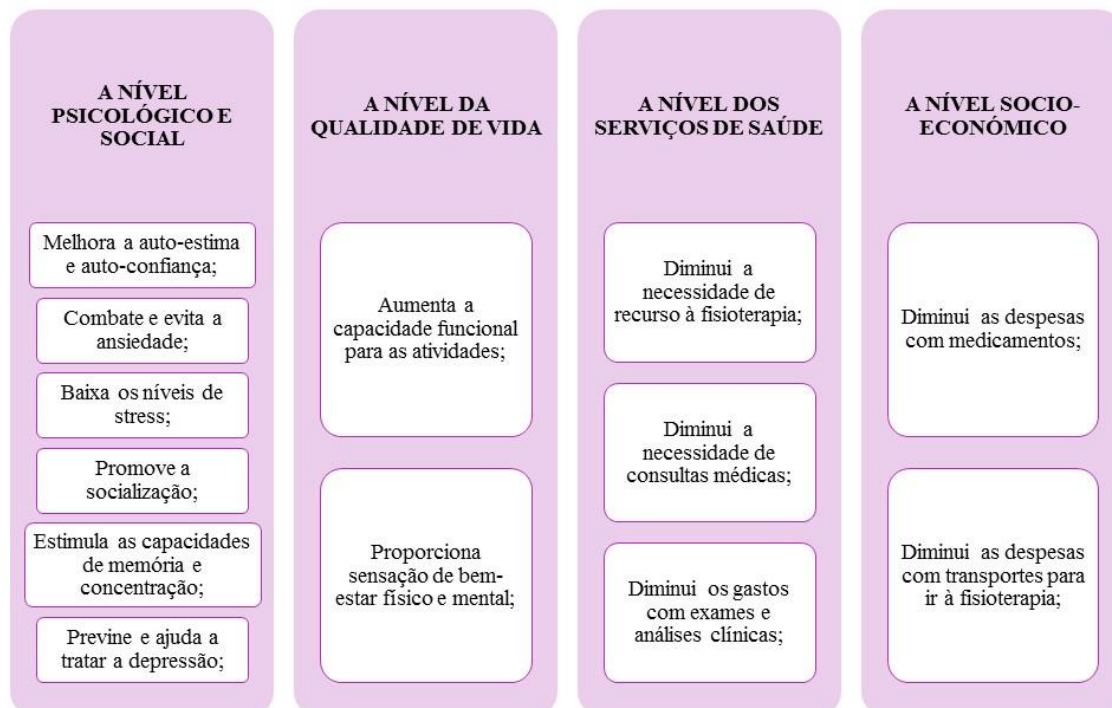 A NÍVEL
PSICOLÓGICO E
SOCIAL
Melhora a auto-estima
e auto-confiança;
Combate e evita a
ansiedade;
Baixa os níveis de
stress;
Promove a
socialização;
Estimula as capacidades
de memória e
concentração;
Previne e ajuda a
tratar a depressão;
A NÍVEL DA
QUALIDADE DE VIDA
Aumenta a
capacidade funcional
para as atividades;
Proporciona
sensação de bem-
estar físico e mental;
A NÍVEL DOS
SERVIÇOS DE SAÚDE
Diminui a
necessidade de
recurso à fisioterapia;
Diminui a
necessidade de
consultas médicas;
Diminui os gastos
com exames e
análises clínicas;
A NÍVEL SOCIO-
ECONÓMICO
Diminui as despesas
com medicamentos;
Diminui as despesas
com transportes para
ir à fisioterapia;